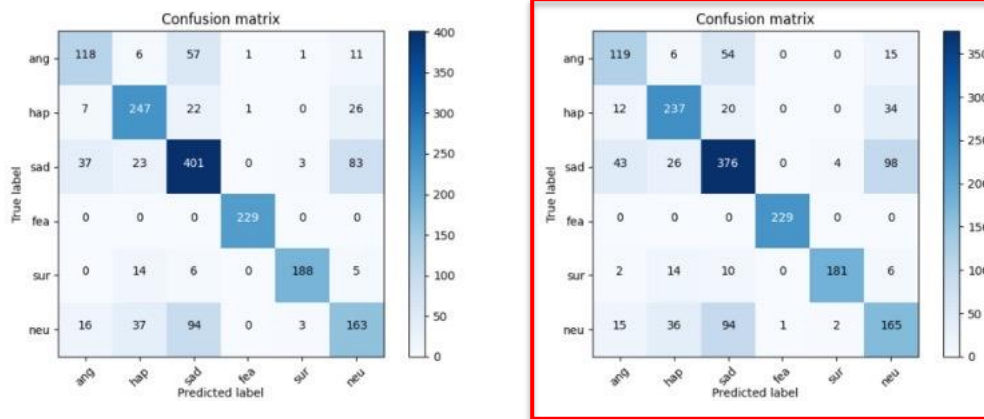 Confusion matrix
ang 118 6 57 1 1 11
hap 7 247 22 1 0 26
sad 37 23 401 0 3 83
fea 0 0 0 229 0 0
sur 0 14 6 0 188 5
neu 16 37 94 0 3 163
ang hap sad fea sur neu
True label
Predicted label
400
350
300
250
200
150
100
50
0
Confusion matrix
ang 119 6 54 0 0 15
hap 12 237 20 0 0 34
sad 43 26 376 0 4 98
fea 0 0 0 229 0 0
sur 2 14 10 0 181 6
neu 15 36 94 1 2 165
ang hap sad fea sur neu
True label
Predicted label
350
300
250
200
150
100
50
0